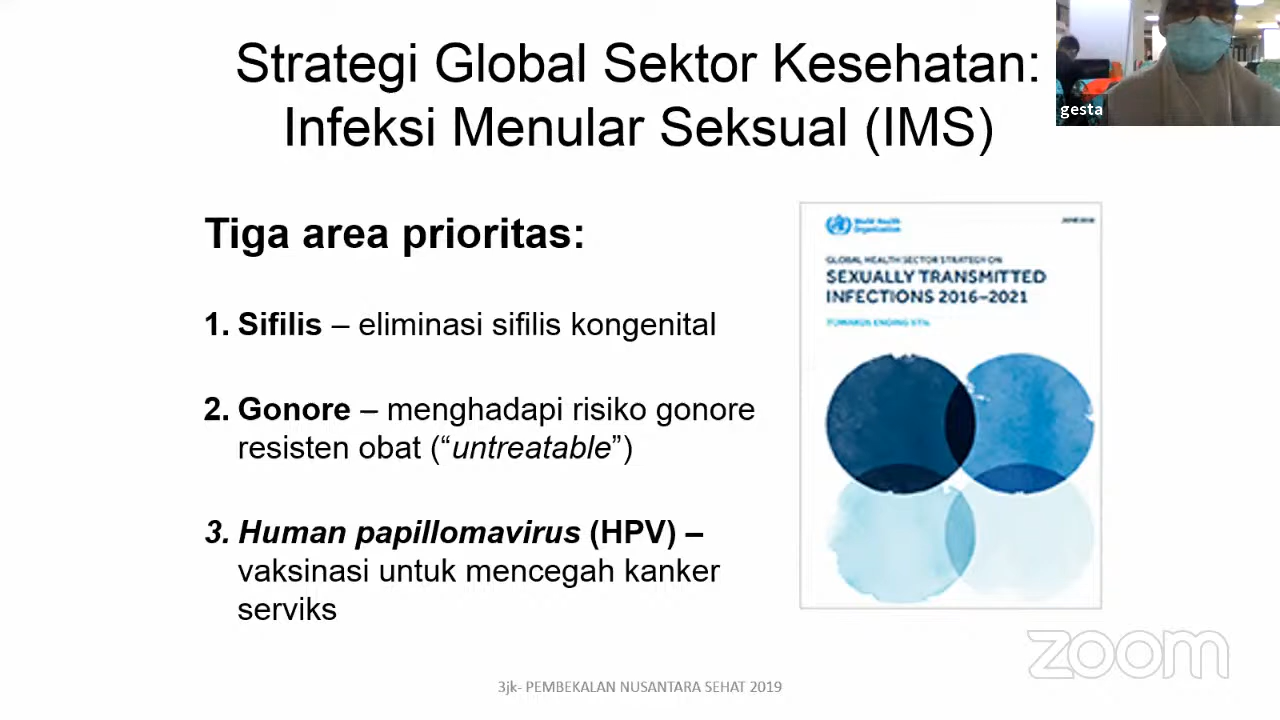 Strategi Global Sektor Kesehatan:
Infeksi Menular Seksual (IMS)
gesta
Tiga area prioritas:
1. Sifilis – eliminasi sifilis kongenital
2. Gonore – menghadapi risiko gonore
resisten obat (“untreatable”)
3. Human papillomavirus (HPV) –
vaksinasi untuk mencegah kanker
serviks
World Health
Organization
JUNE 2016
GLOBAL HEALTH SECTOR STRATEGY ON
SEXUALLY TRANSMITTED
INFECTIONS 2016–2021
TOWARDS ENDING STIs
zoom
3jk- PEMBEKALAN NUSANTARA SEHAT 2019